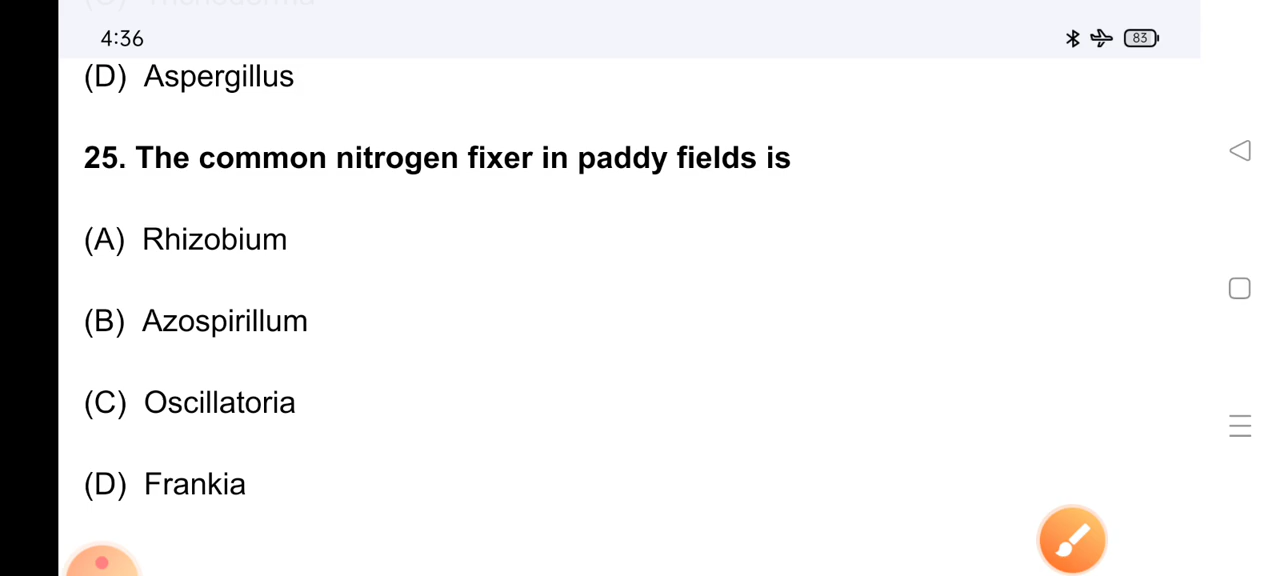 4:36
83
(D) Aspergillus
25. The common nitrogen fixer in paddy fields is
(A) Rhizobium
(B) Azospirillum
(C) Oscillatoria
(D) Frankia